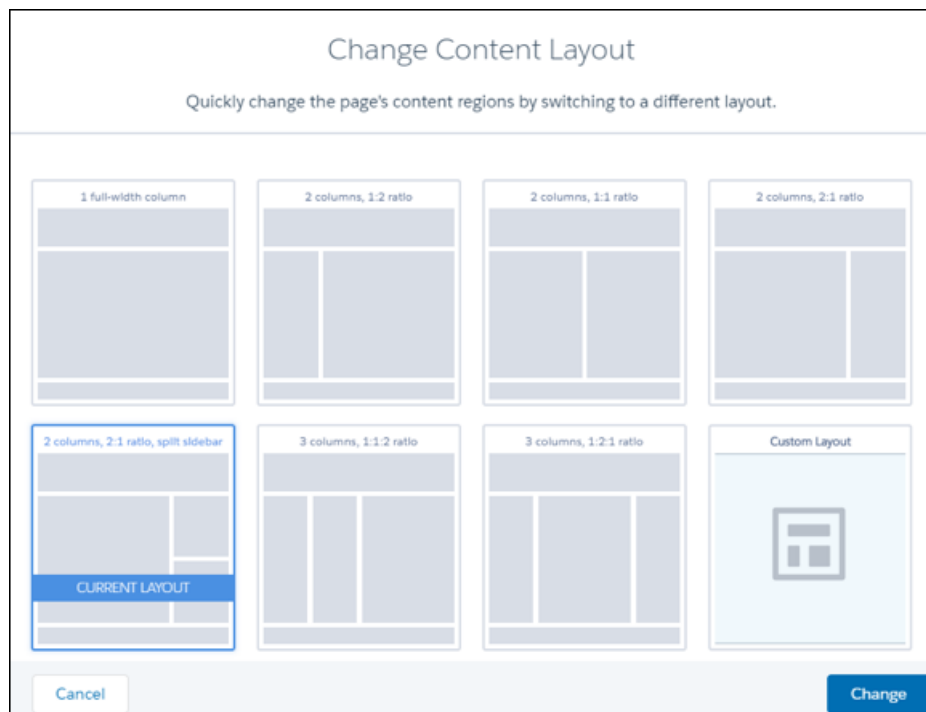 Change Content Layout
Quickly change the page's content regions by switching to a different layout.
1 full-width column
2 columns, 1:2 ratio
2 columns, 1:1 ratio
2 columns, 2:1 ratio
2 columns, 2:1 ratio, split sidebar
3 columns, 1:1:2 ratio
3 columns, 1:2:1 ratio
Custom Layout
CURRENT LAYOUT
Cancel
Change